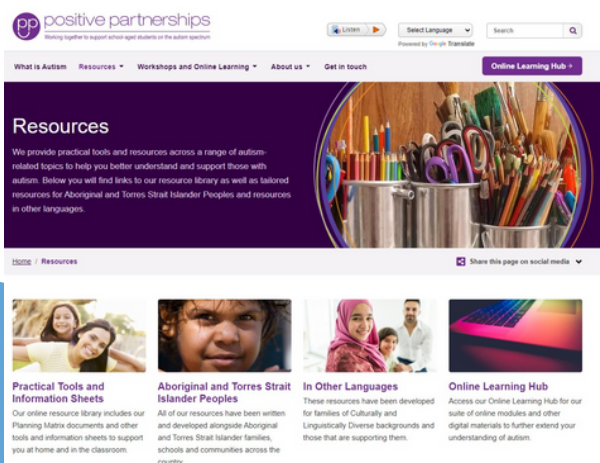 positive partnerships
Working together to support school-aged students on the autism spectrum
Listen
Select Language
Search
Powered by Google Translate
What is Autism Resources Workshops and Online Learning About us Get in touch
Online Learning Hub
Resources
We provide practical tools and resources across a range of autism-
related topics to help you better understand and support those with
autism. Below you will find links to our resource library as well as tailored
resources for Aboriginal and Torres Strait Islander Peoples and resources
in other languages.
Home / Resources
Share this page on social media
Practical Tools and
Information Sheets
Our online resource library includes our
Planning Matrix documents and other
tools and information sheets to support
you at home and in the classroom.
Aboriginal and Torres Strait
Islander Peoples
All of our resources have been written
and developed alongside Aboriginal
and Torres Strait Islander families,
schools and communities across the
country.
In Other Languages
These resources have been developed
for families of Culturally and
Linguistically Diverse backgrounds and
those that are supporting them.
Online Learning Hub
Access our Online Learning Hub for our
suite of online modules and other
digital materials to further extend your
understanding of autism.